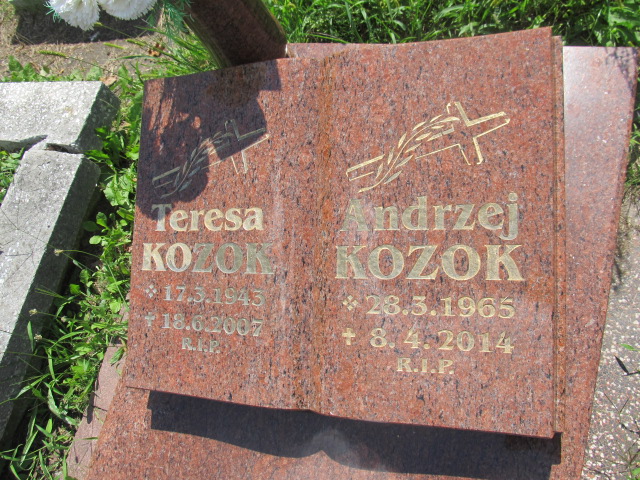 Teresa
KOZOK
17.3.1943
18.6.2007
R.I.P.
Andrzej
KOZOK
28.3.1965
8.4.2014
R.I.P.